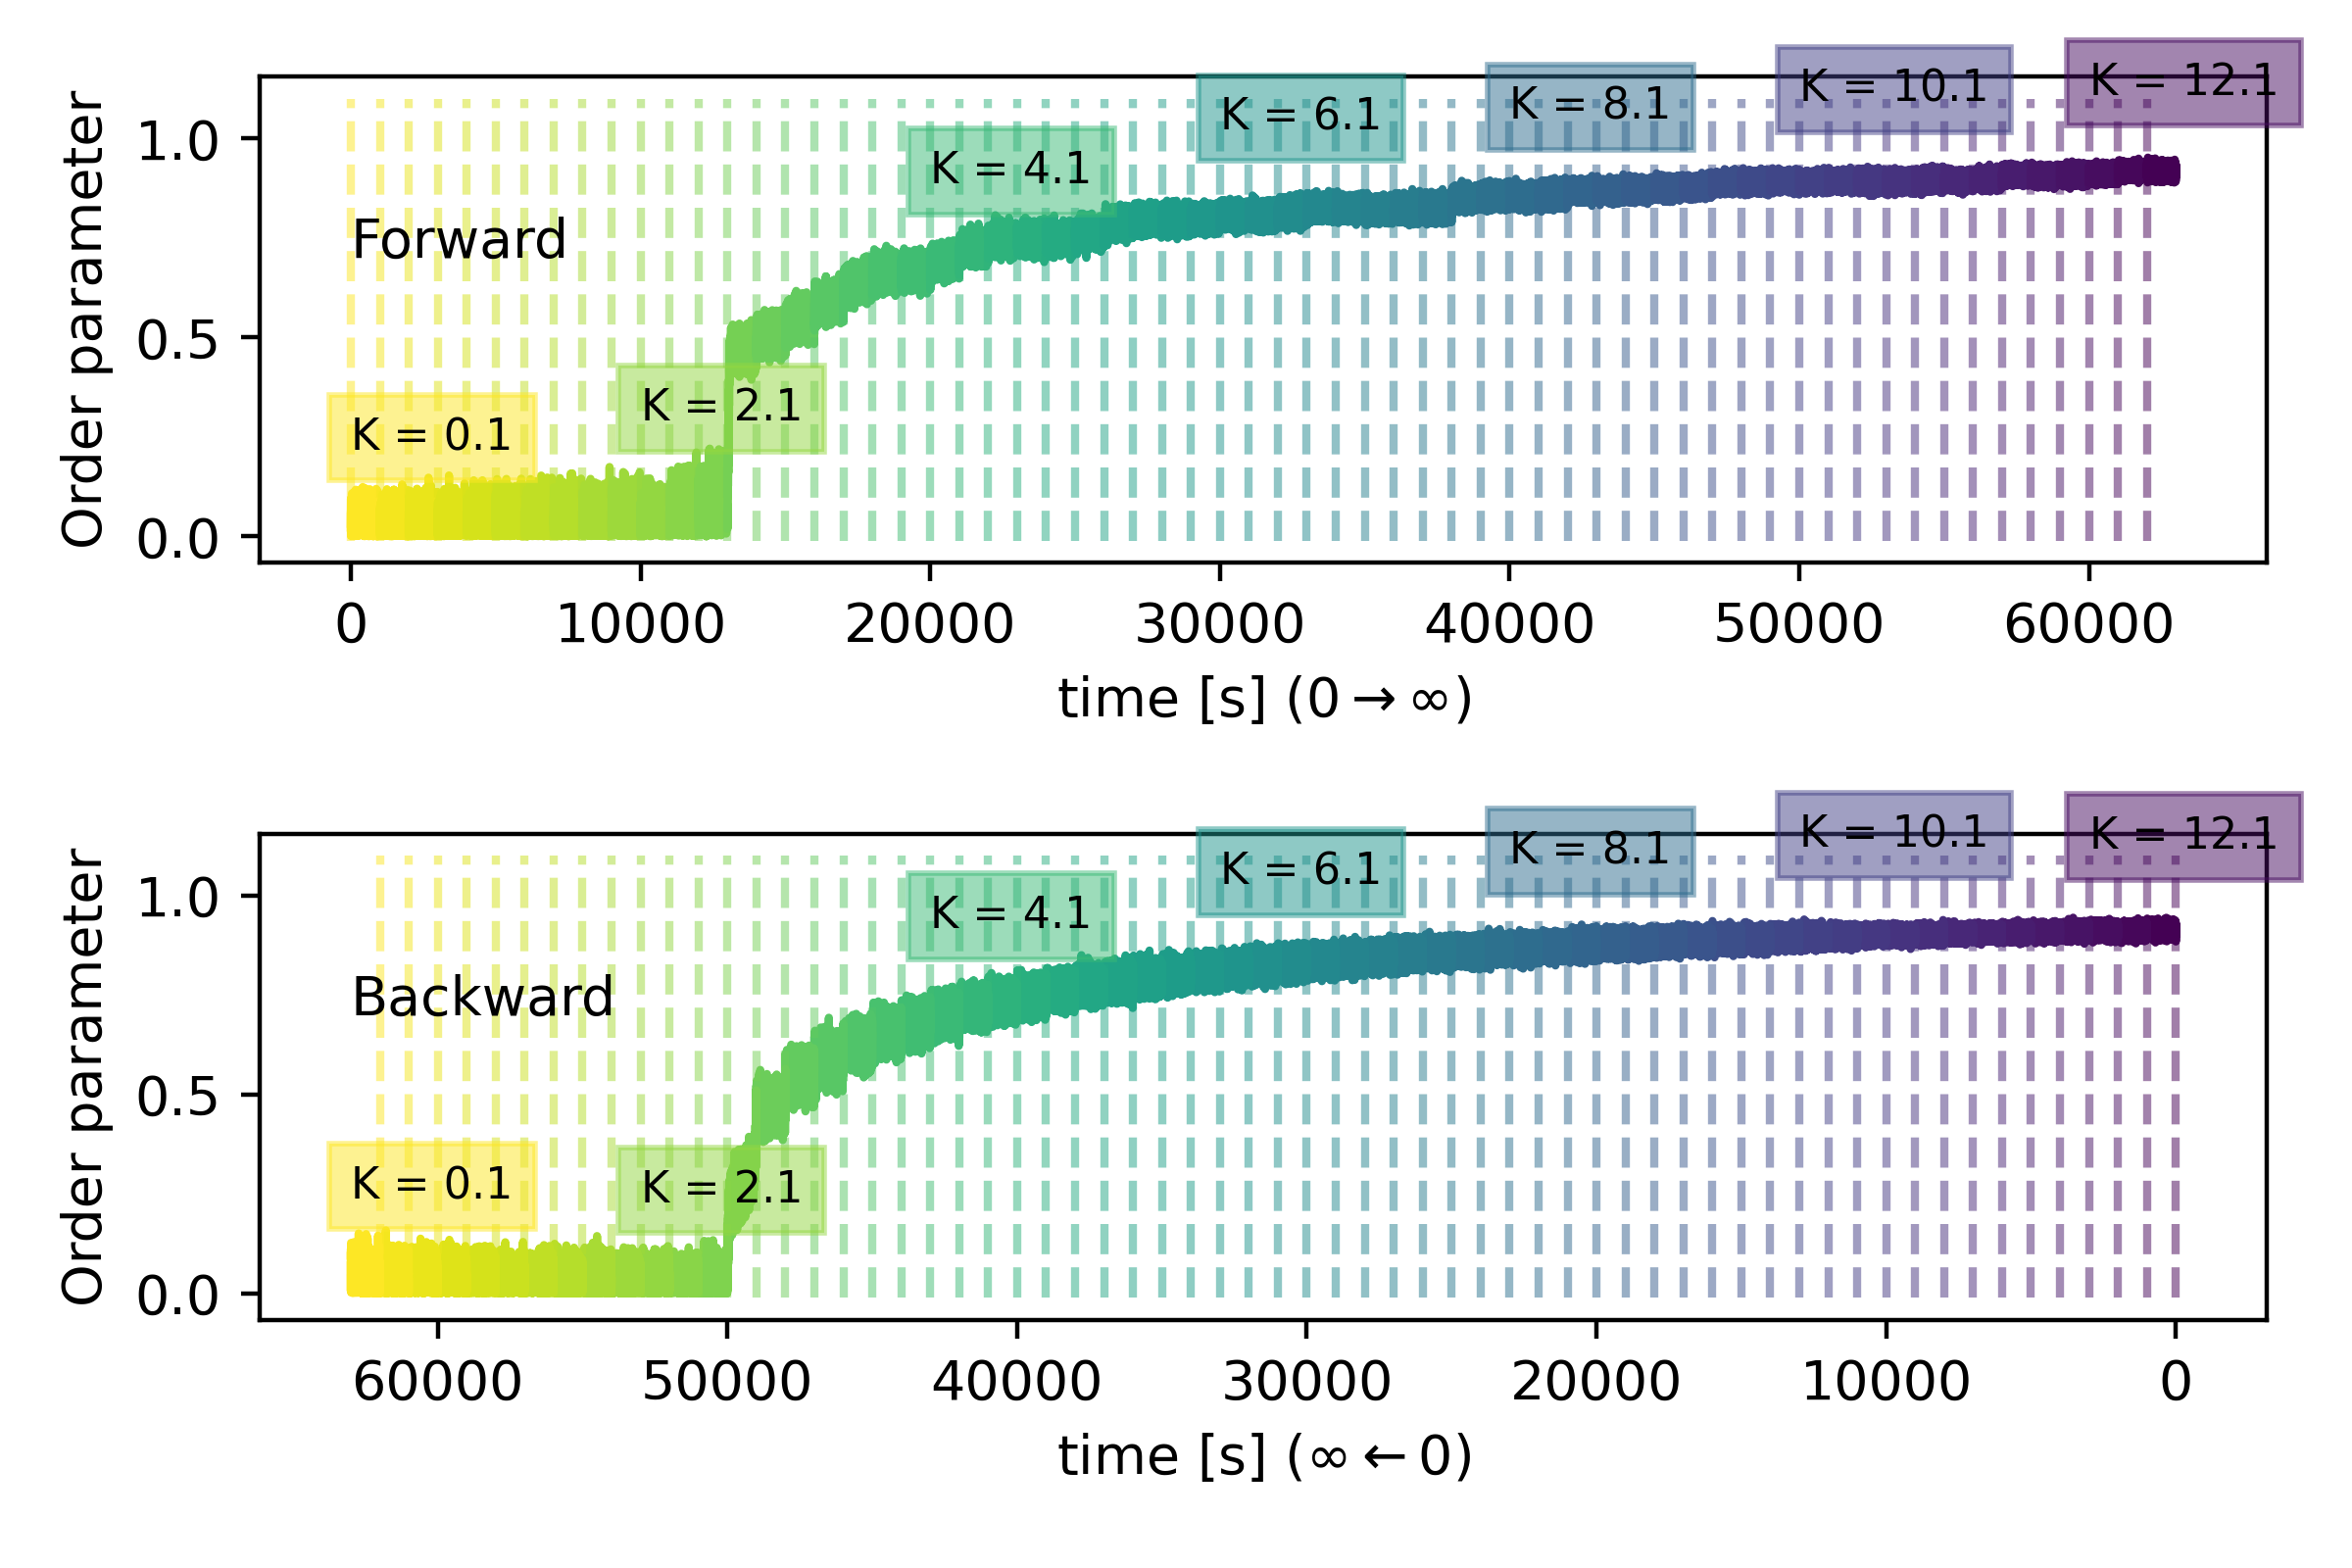 K = 12.1
K = 10.1
K = 8.1
K = 6.1
K = 4.1
Forward
K = 2.1
K = 0.1
Order parameter
1.0
0.5
0.0
0 10000 20000 30000 40000 50000 60000
time [s] (0 → ∞)
K = 12.1
K = 10.1
K = 8.1
K = 6.1
K = 4.1
Backward
K = 2.1
K = 0.1
Order parameter
1.0
0.5
0.0
60000 50000 40000 30000 20000 10000 0
time [s] (∞ ← 0)